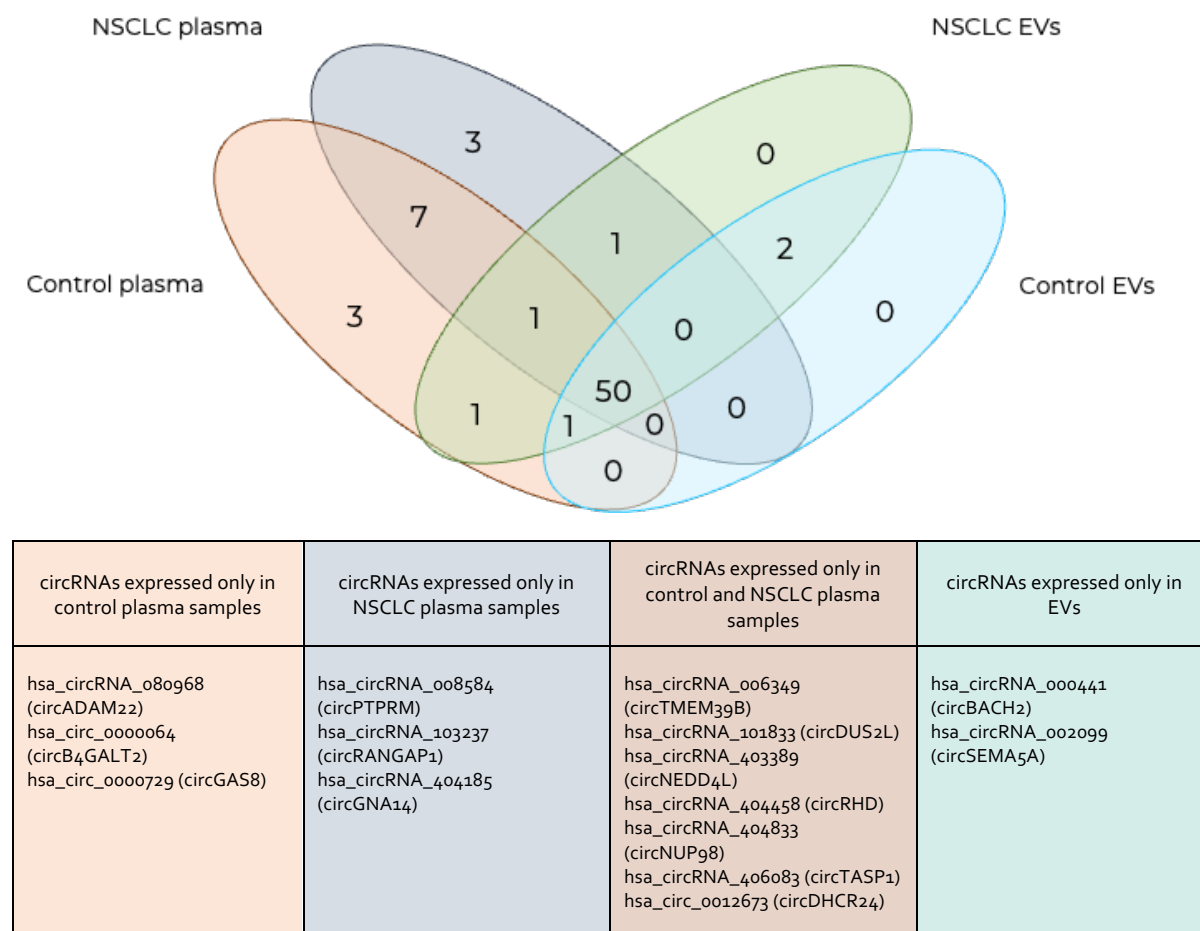 NSCLC plasma
NSCLC EVs
3
0
7
1
2
Control plasma
Control EVs
3
1
0
0
50
1
1
0
0
0
circRNAs expressed only in
control plasma samples
circRNAs expressed only in
NSCLC plasma samples
circRNAs expressed only in
control and NSCLC plasma
samples
circRNAs expressed only in
EVs
hsa_circRNA_080968
(circADAM22)
hsa_circ_0000064
(circB4GALT2)
hsa_circ_0000729 (circGAS8)
hsa_circRNA_008584
(circPTPRM)
hsa_circRNA_103237
(circRANGAP1)
hsa_circRNA_404185
(circGNA14)
hsa_circRNA_006349
(circTMEM39B)
hsa_circRNA_101833 (circDUS2L)
hsa_circRNA_403389
(circNEDD4L)
hsa_circRNA_404458 (circRHD)
hsa_circRNA_404833
(circNUP98)
hsa_circRNA_406083 (circTASP1)
hsa_circ_0012673 (circDHCR24)
hsa_circRNA_000441
(circBACH2)
hsa_circRNA_002099
(circSEMA5A)